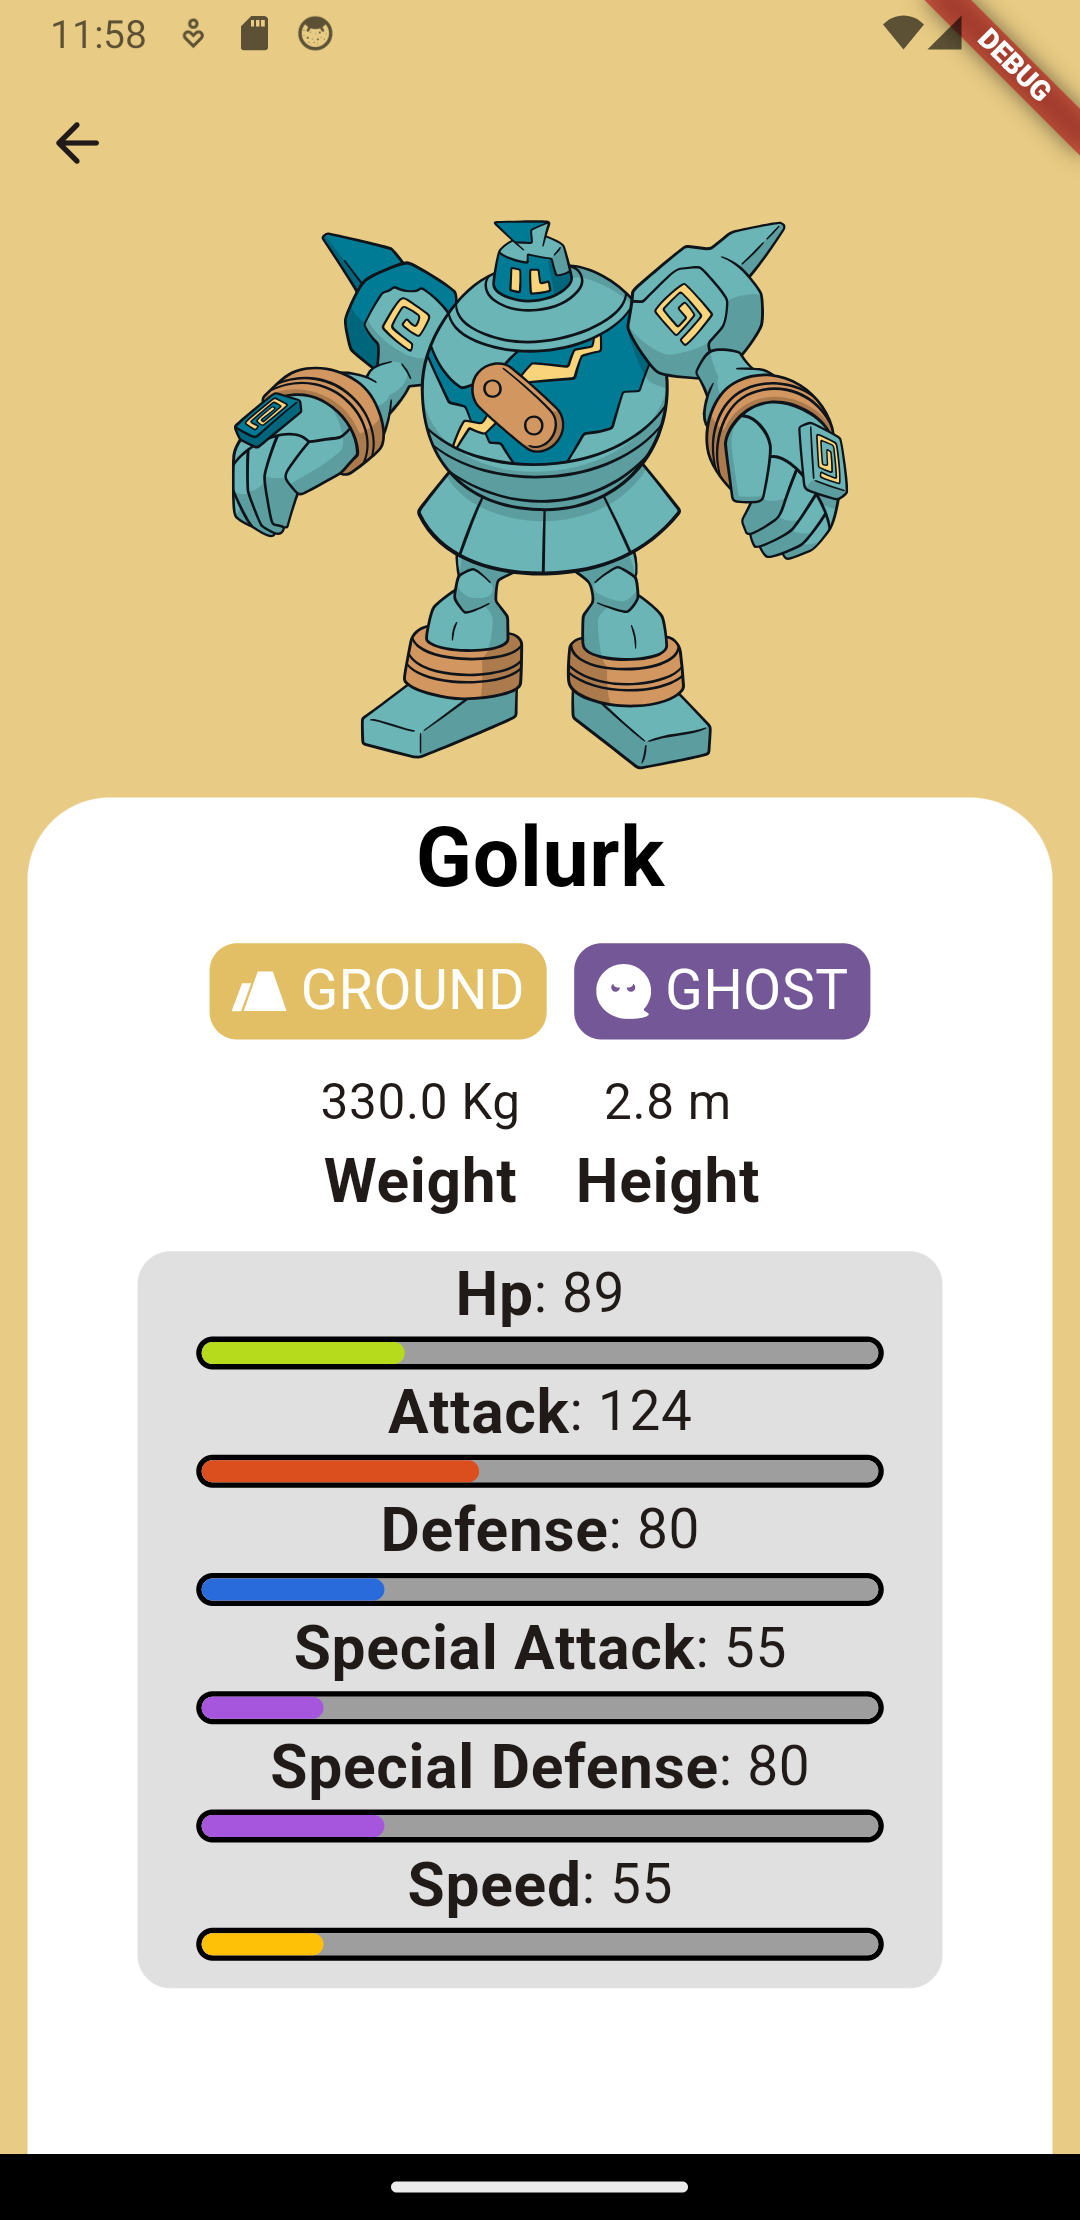 11:58
DEBUG
Golurk
GROUND GHOST
330.0 Kg 2.8 m
Weight Height
Hp: 89
Attack: 124
Defense: 80
Special Attack: 55
Special Defense: 80
Speed: 55